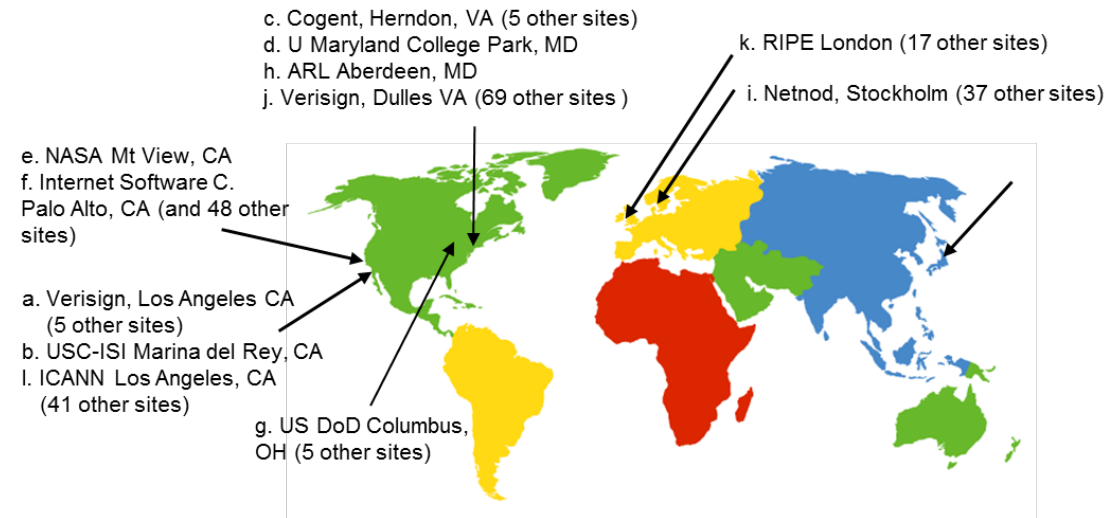 c. Cogent, Herndon, VA (5 other sites)
d. U Maryland College Park, MD
h. ARL Aberdeen, MD
j. Verisign, Dulles VA (69 other sites )
k. RIPE London (17 other sites)
i. Netnod, Stockholm (37 other sites)
e. NASA Mt View, CA
f. Internet Software C.
Palo Alto, CA (and 48 other
sites)
a. Verisign, Los Angeles CA
(5 other sites)
b. USC-ISI Marina del Rey, CA
l. ICANN Los Angeles, CA
(41 other sites)
g. US DoD Columbus,
OH (5 other sites)